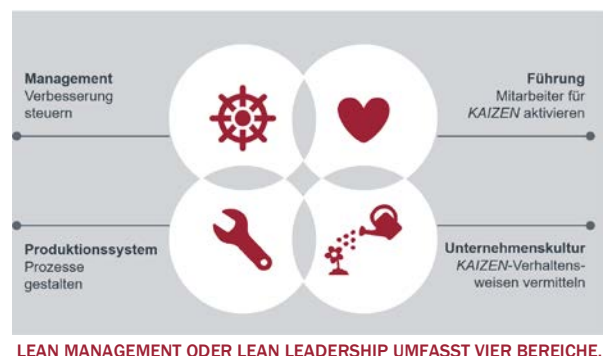 Management
Verbesserung
steuern
Führung
Mitarbeiter für
KAIZEN aktivieren
Produktionssystem
Prozesse
gestalten
Unternehmenskultur
KAIZEN-Verhaltens-
weisen vermitteln
LEAN MANAGEMENT ODER LEAN LEADERSHIP UMFASST VIER BEREICHE.